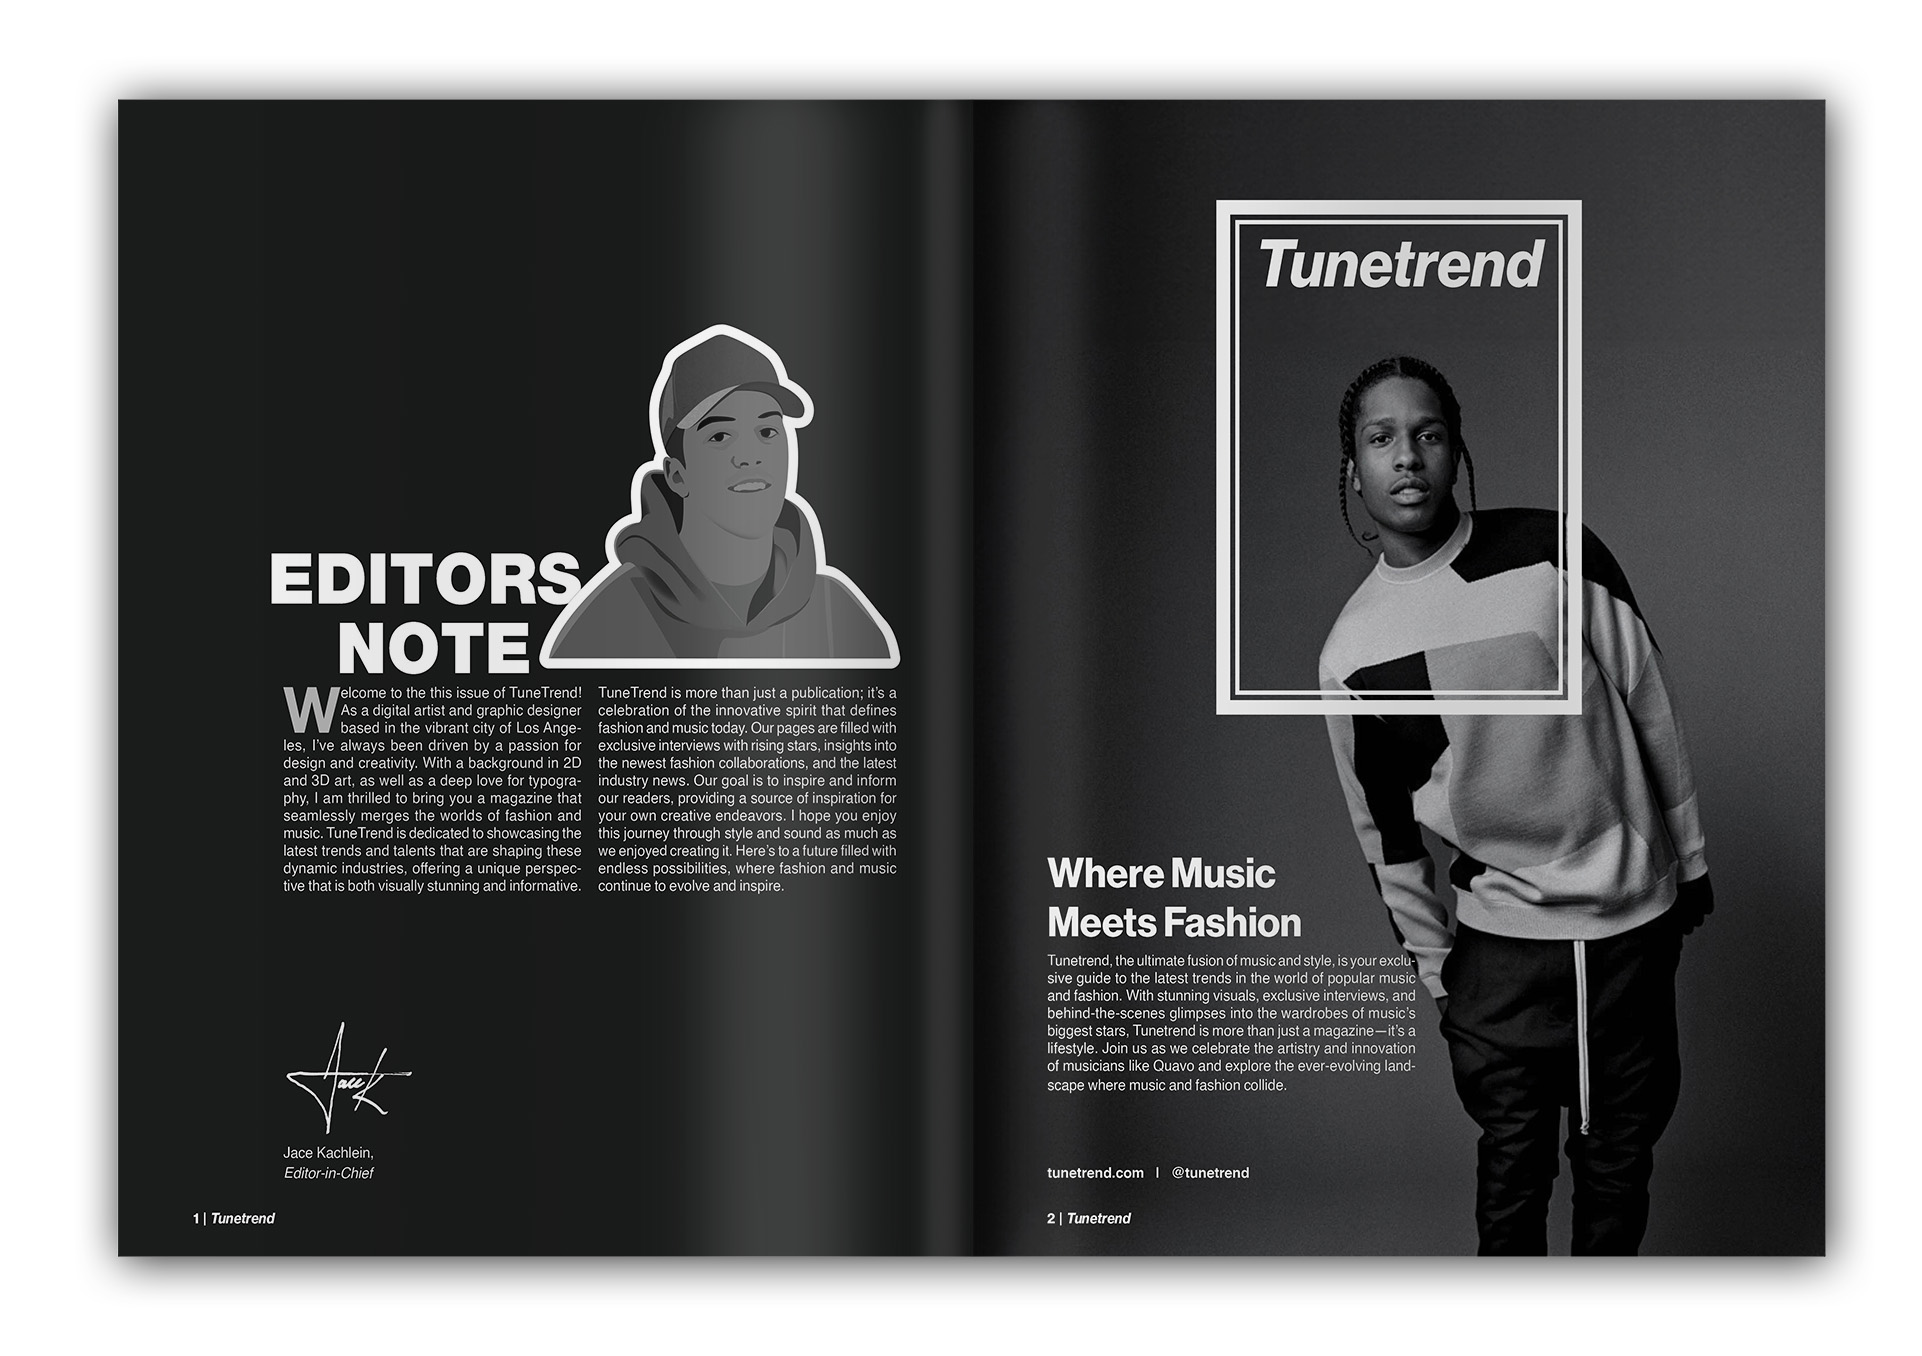 EDITORS
NOTE
Welcome to the this issue of TuneTrend!
As a digital artist and graphic designer
based in the vibrant city of Los Ange-
les, I've always been driven by a passion for
design and creativity. With a background in 2D
and 3D art, as well as a deep love for typogra-
phy, I am thrilled to bring you a magazine that
seamlessly merges the worlds of fashion and
music. TuneTrend is dedicated to showcasing the
latest trends and talents that are shaping these
dynamic industries, offering a unique perspec-
tive that is both visually stunning and informative.
TuneTrend is more than just a publication; it's a
celebration of the innovative spirit that defines
fashion and music today. Our pages are filled with
exclusive interviews with rising stars, insights into
the newest fashion collaborations, and the latest
industry news. Our goal is to inspire and inform
our readers, providing a source of inspiration for
your own creative endeavors. I hope you enjoy
this journey through style and sound as much as
we enjoyed creating it. Here's to a future filled with
endless possibilities, where fashion and music
continue to evolve and inspire.
Jace K
Jace Kachlein,
Editor-in-Chief
1 | Tunetrend
Tunetrend
Where Music
Meets Fashion
Tunetrend, the ultimate fusion of music and style, is your exclu-
sive guide to the latest trends in the world of popular music
and fashion. With stunning visuals, exclusive interviews, and
behind-the-scenes glimpses into the wardrobes of music's
biggest stars, Tunetrend is more than just a magazine—it's a
lifestyle. Join us as we celebrate the artistry and innovation
of musicians like Quavo and explore the ever-evolving land-
scape where music and fashion collide.
tunetrend.com | @tunetrend
2 | Tunetrend